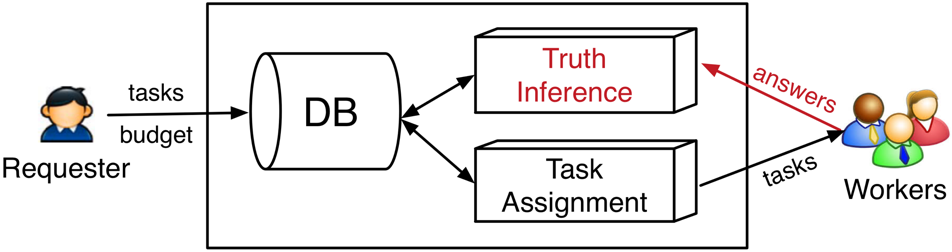 tasks
budget
Requester
DB
Truth
Inference
Task
Assignment
answers
tasks
Workers